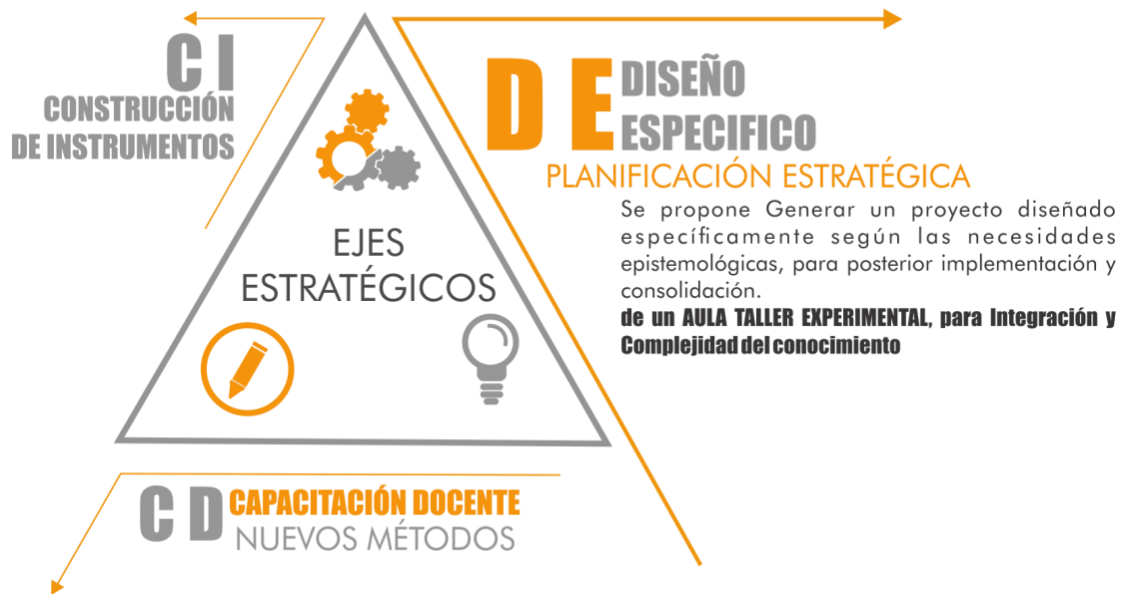 C I
CONSTRUCCIÓN
DE INSTRUMENTOS
D E
DISEÑO
ESPECIFICO
PLANIFICACIÓN ESTRATÉGICA
Se propone Generar un proyecto diseñado
específicamente según las necesidades
epistemológicas, para posterior implementación y
consolidación.
de un AULA TALLER EXPERIMENTAL, para Integración y
Complejidad del conocimiento
EJES
ESTRATÉGICOS
C D
CAPACITACIÓN DOCENTE
NUEVOS MÉTODOS